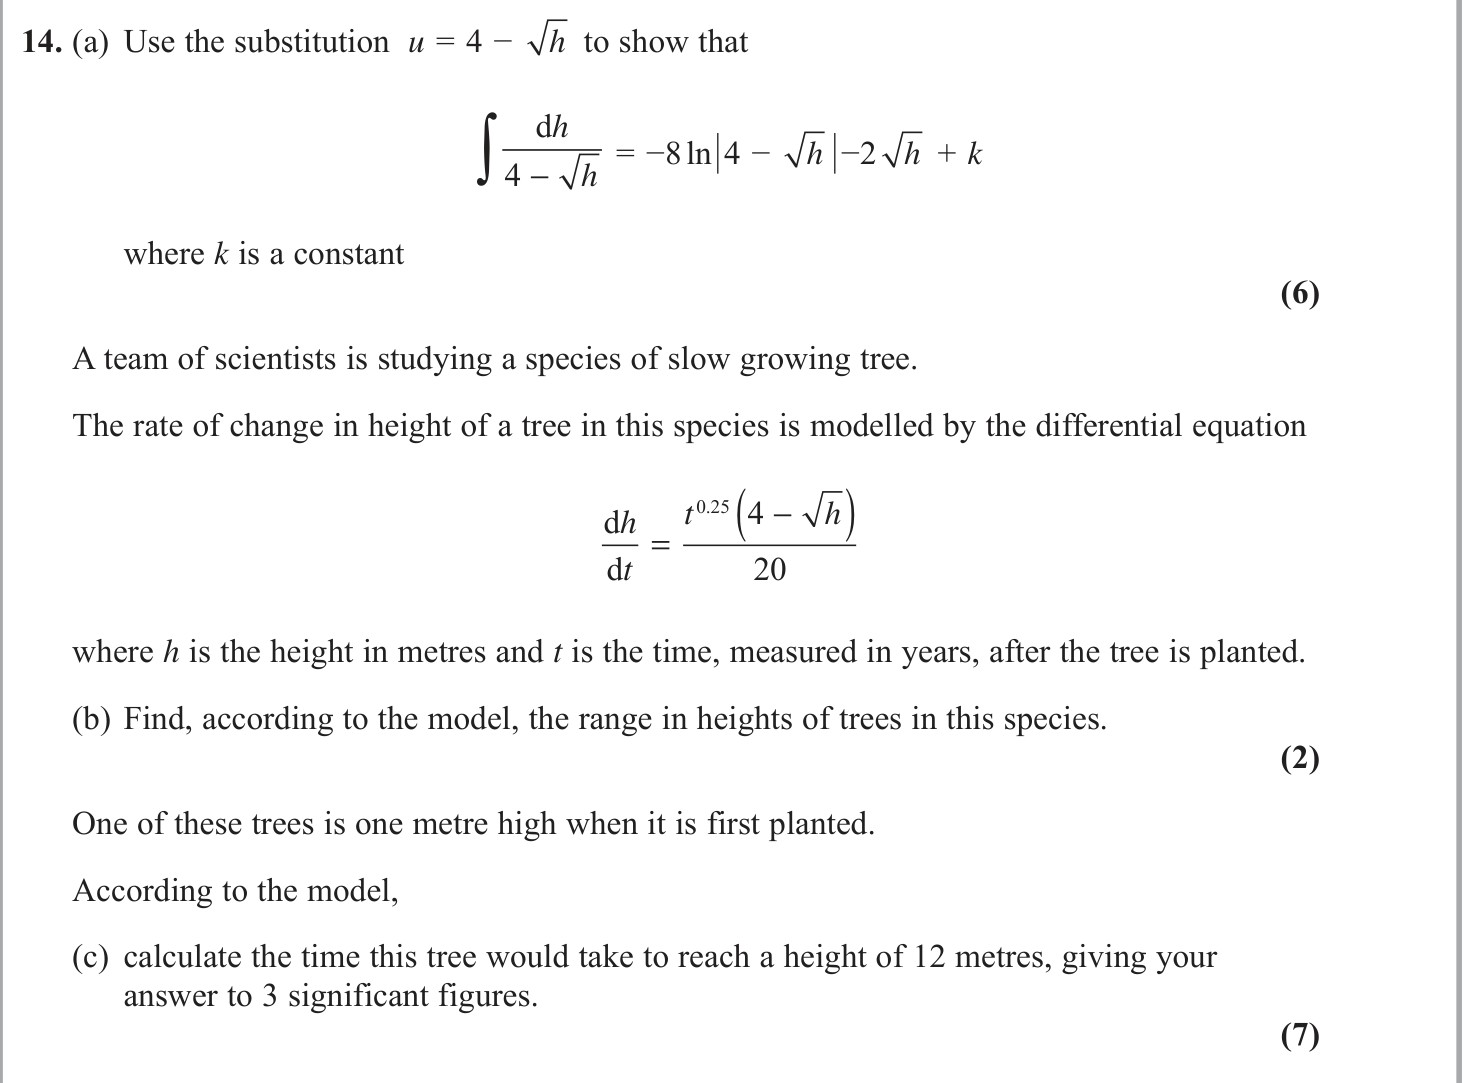 14. (a) Use the substitution u = 4 − √h to show that
∫ dh/(4 − √h) = −8 ln|4 − √h| −2√h + k
where k is a constant
(6)
A team of scientists is studying a species of slow growing tree.
The rate of change in height of a tree in this species is modelled by the differential equation
dh/dt = t^0.25 (4 − √h)/20
where h is the height in metres and t is the time, measured in years, after the tree is planted.
(b) Find, according to the model, the range in heights of trees in this species.
(2)
One of these trees is one metre high when it is first planted.
According to the model,
(c) calculate the time this tree would take to reach a height of 12 metres, giving your
answer to 3 significant figures.
(7)